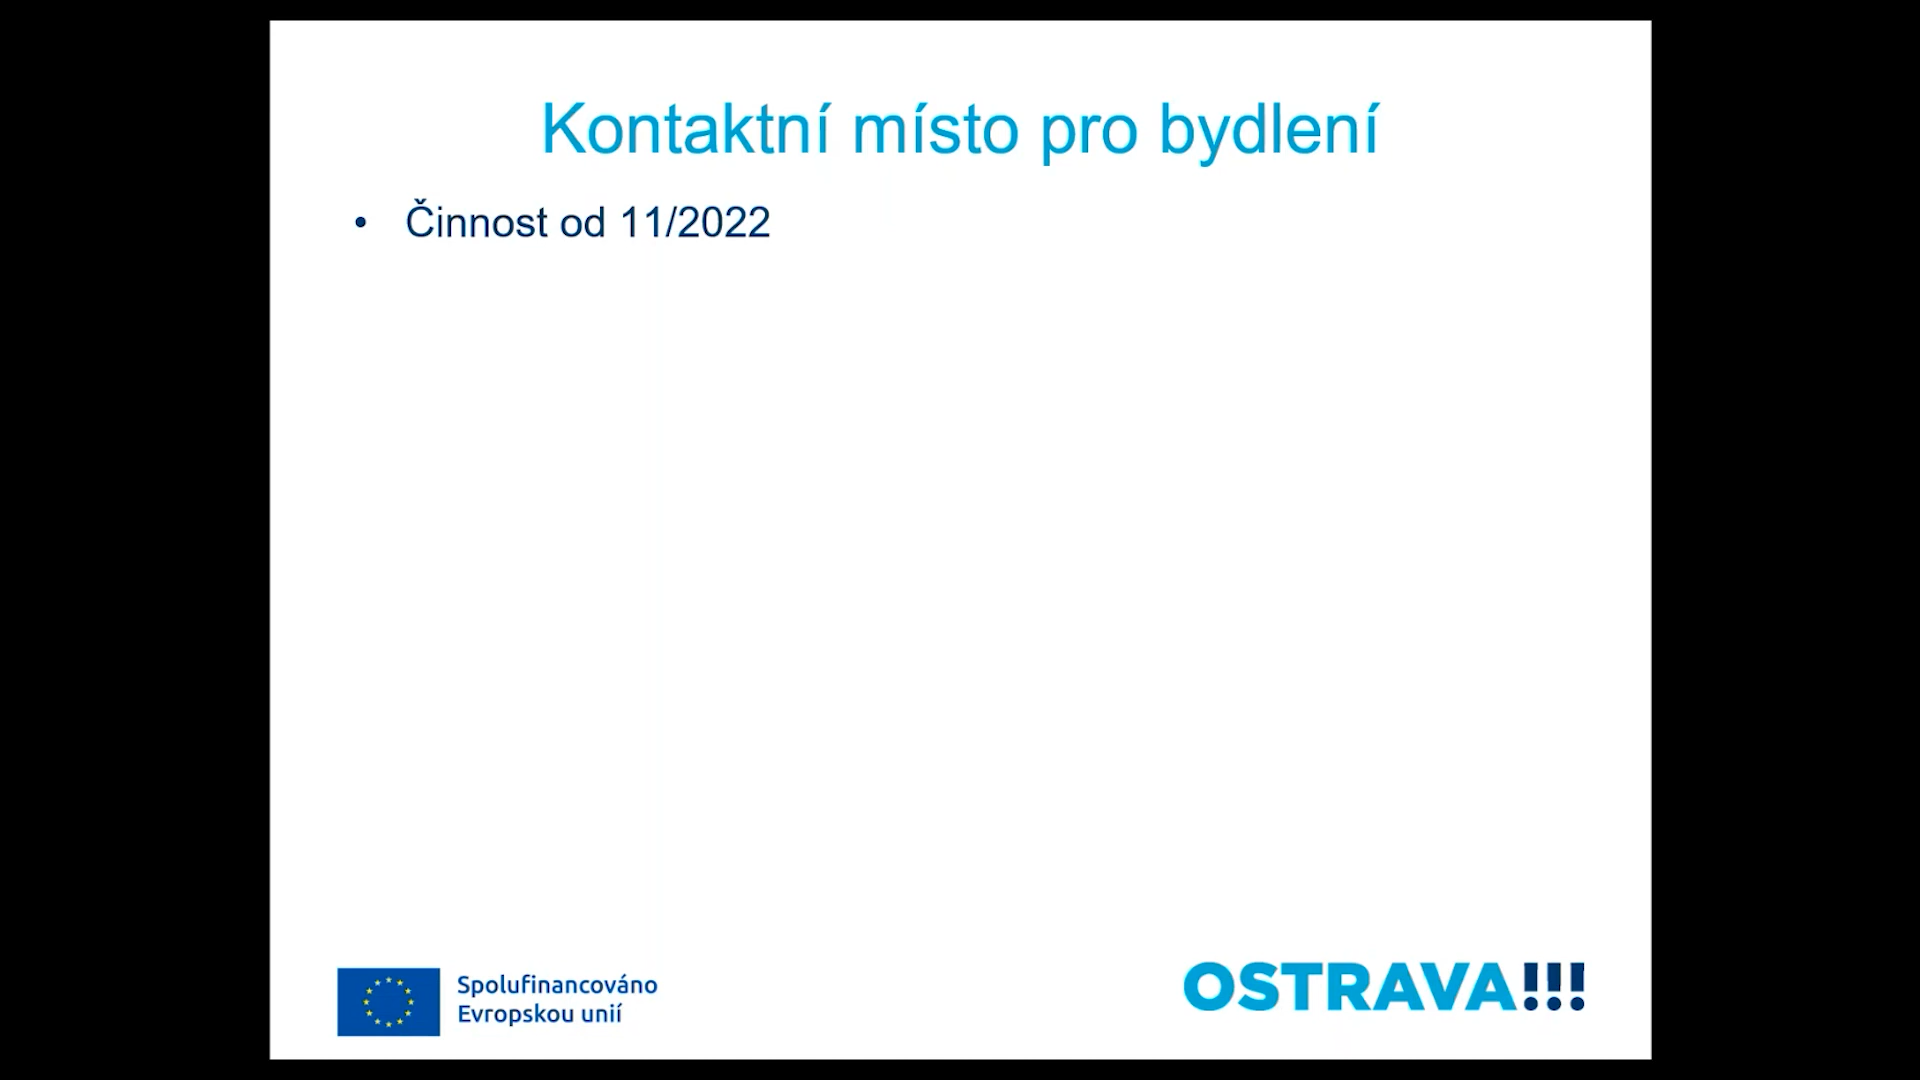 Kontaktní místo pro bydlení
• Činnost od 11/2022
Spolufinancováno
Evropskou unií
OSTRAVA!!!